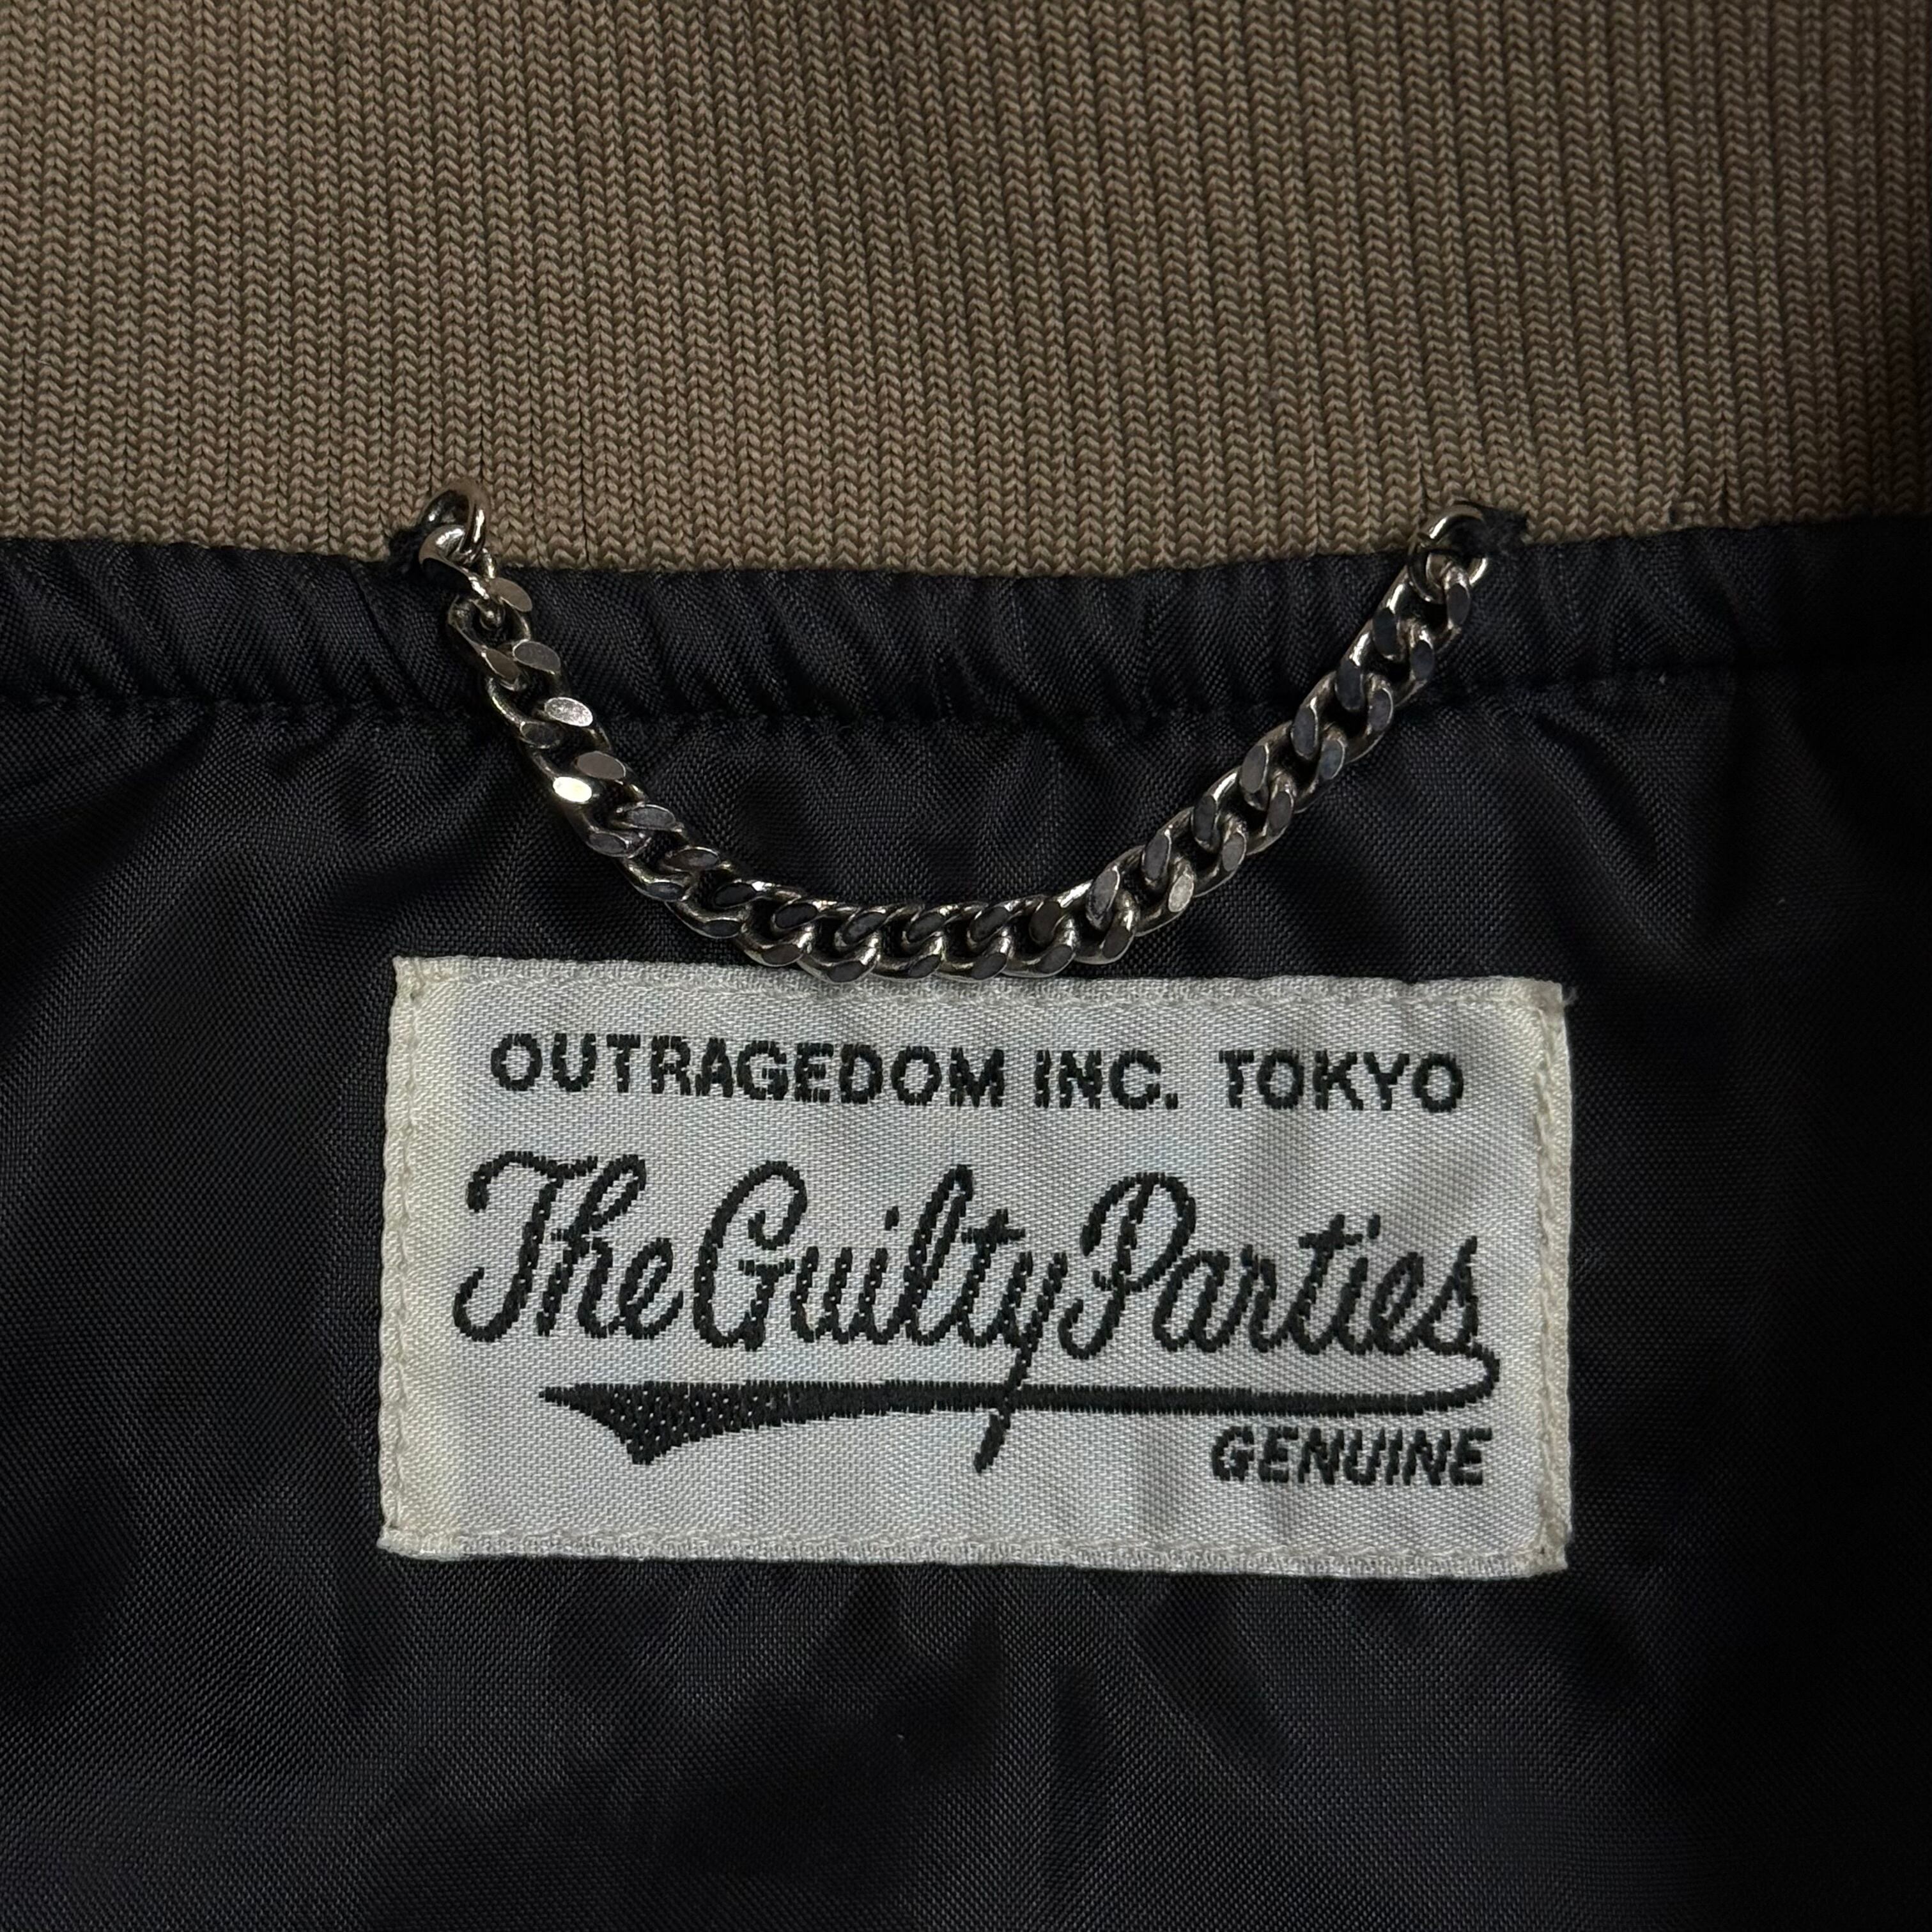 OUTRAGEDOM INC. TOKYO
The Guilty Parties
GENUINE